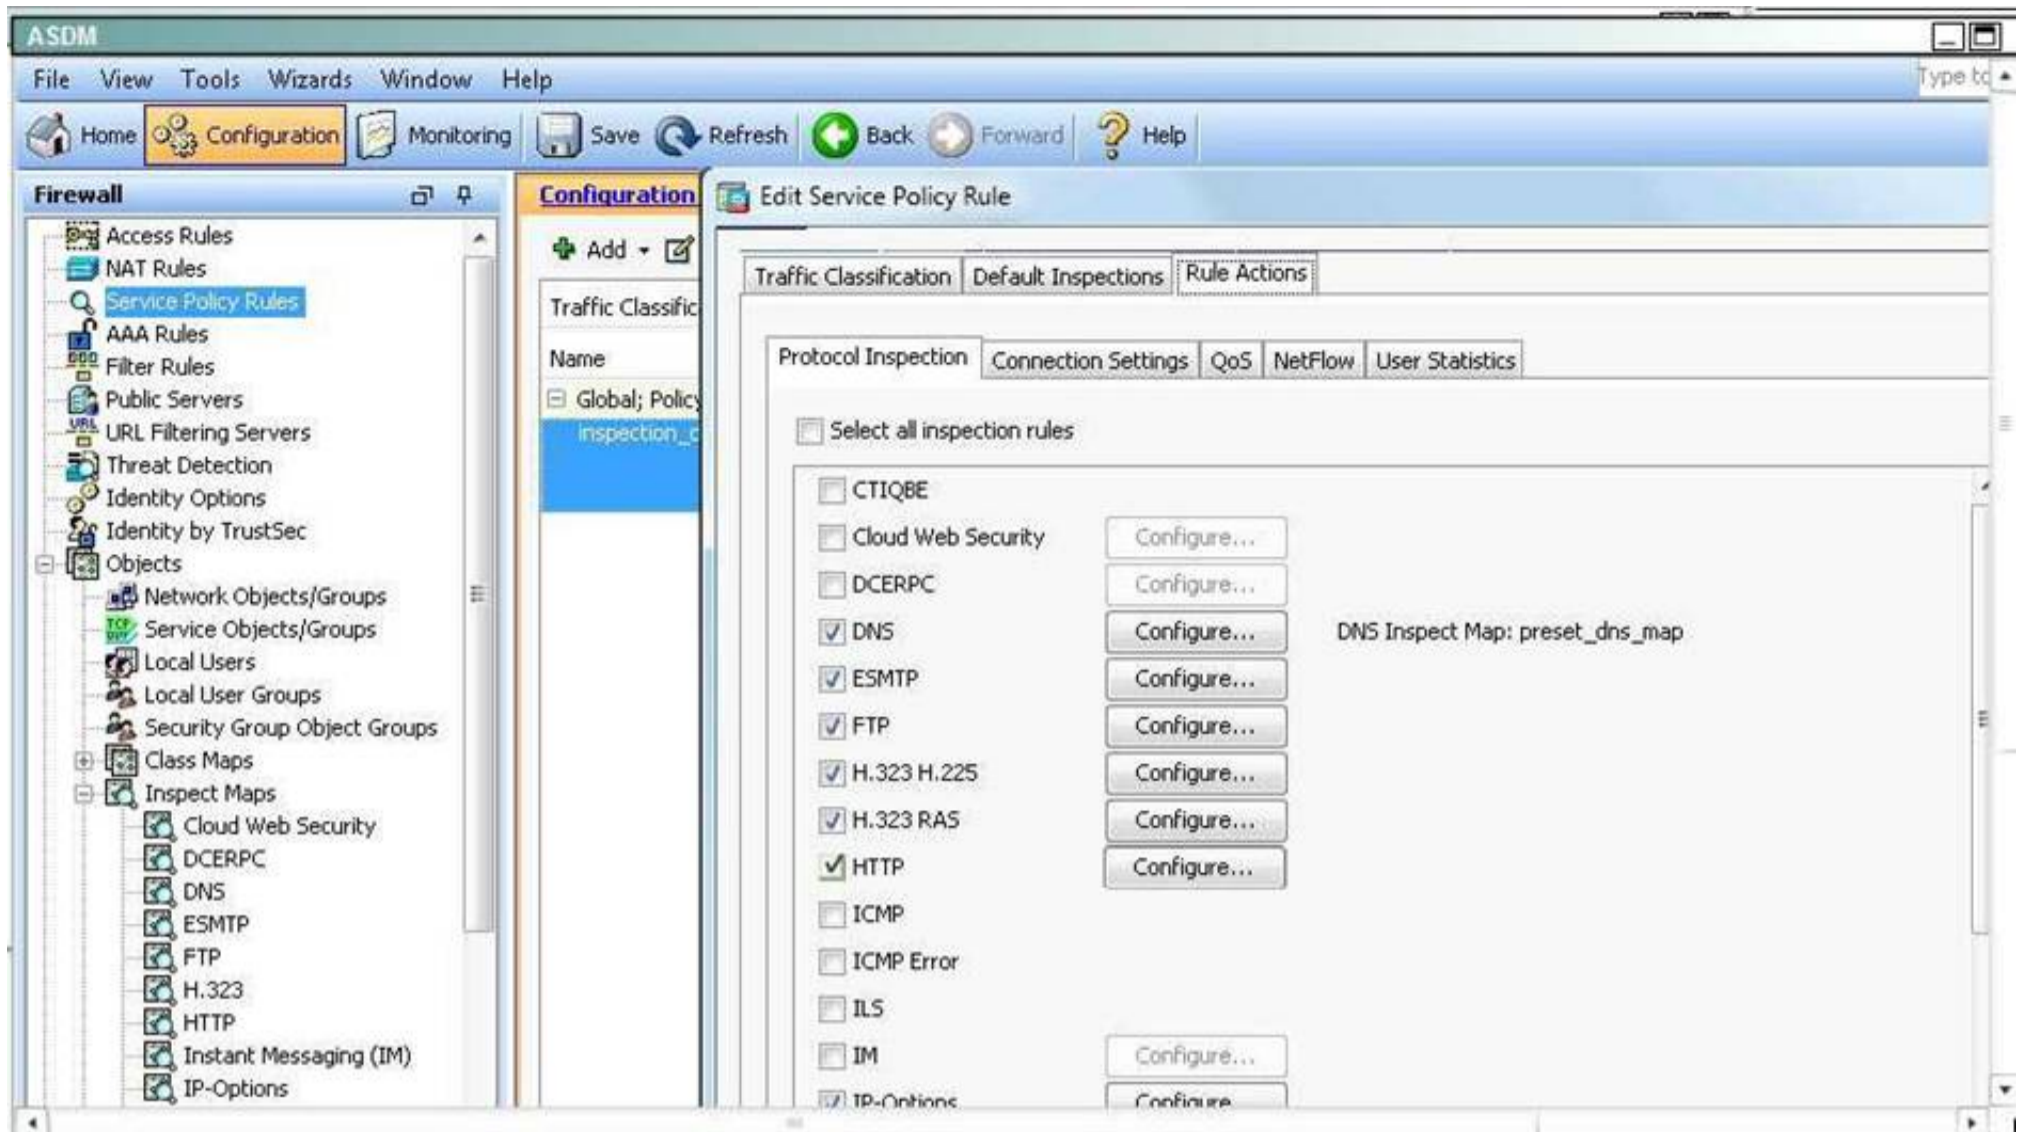 ASDM
File View Tools Wizards Window Help
Type to
Home Configuration Monitoring Save Refresh Back Forward Help
Firewall
Access Rules
NAT Rules
Service Policy Rules
AAA Rules
Filter Rules
Public Servers
URL Filtering Servers
Threat Detection
Identity Options
Identity by TrustSec
Objects
Network Objects/Groups
Service Objects/Groups
Local Users
Local User Groups
Security Group Object Groups
Class Maps
Inspect Maps
Cloud Web Security
DCERPC
DNS
ESMTP
FTP
H.323
HTTP
Instant Messaging (IM)
IP-Options
Configuration
Add
Traffic Classific
Name
Global; Policy
inspection_
Edit Service Policy Rule
Traffic Classification Default Inspections Rule Actions
Protocol Inspection Connection Settings QoS NetFlow User Statistics
Select all inspection rules
CTIQBE
Cloud Web Security Configure...
DCERPC Configure...
DNS Configure... DNS Inspect Map: preset_dns_map
ESMTP Configure...
FTP Configure...
H.323 H.225 Configure...
H.323 RAS Configure...
HTTP Configure...
ICMP
ICMP Error
ILS
IM Configure...
IP-Options Configure